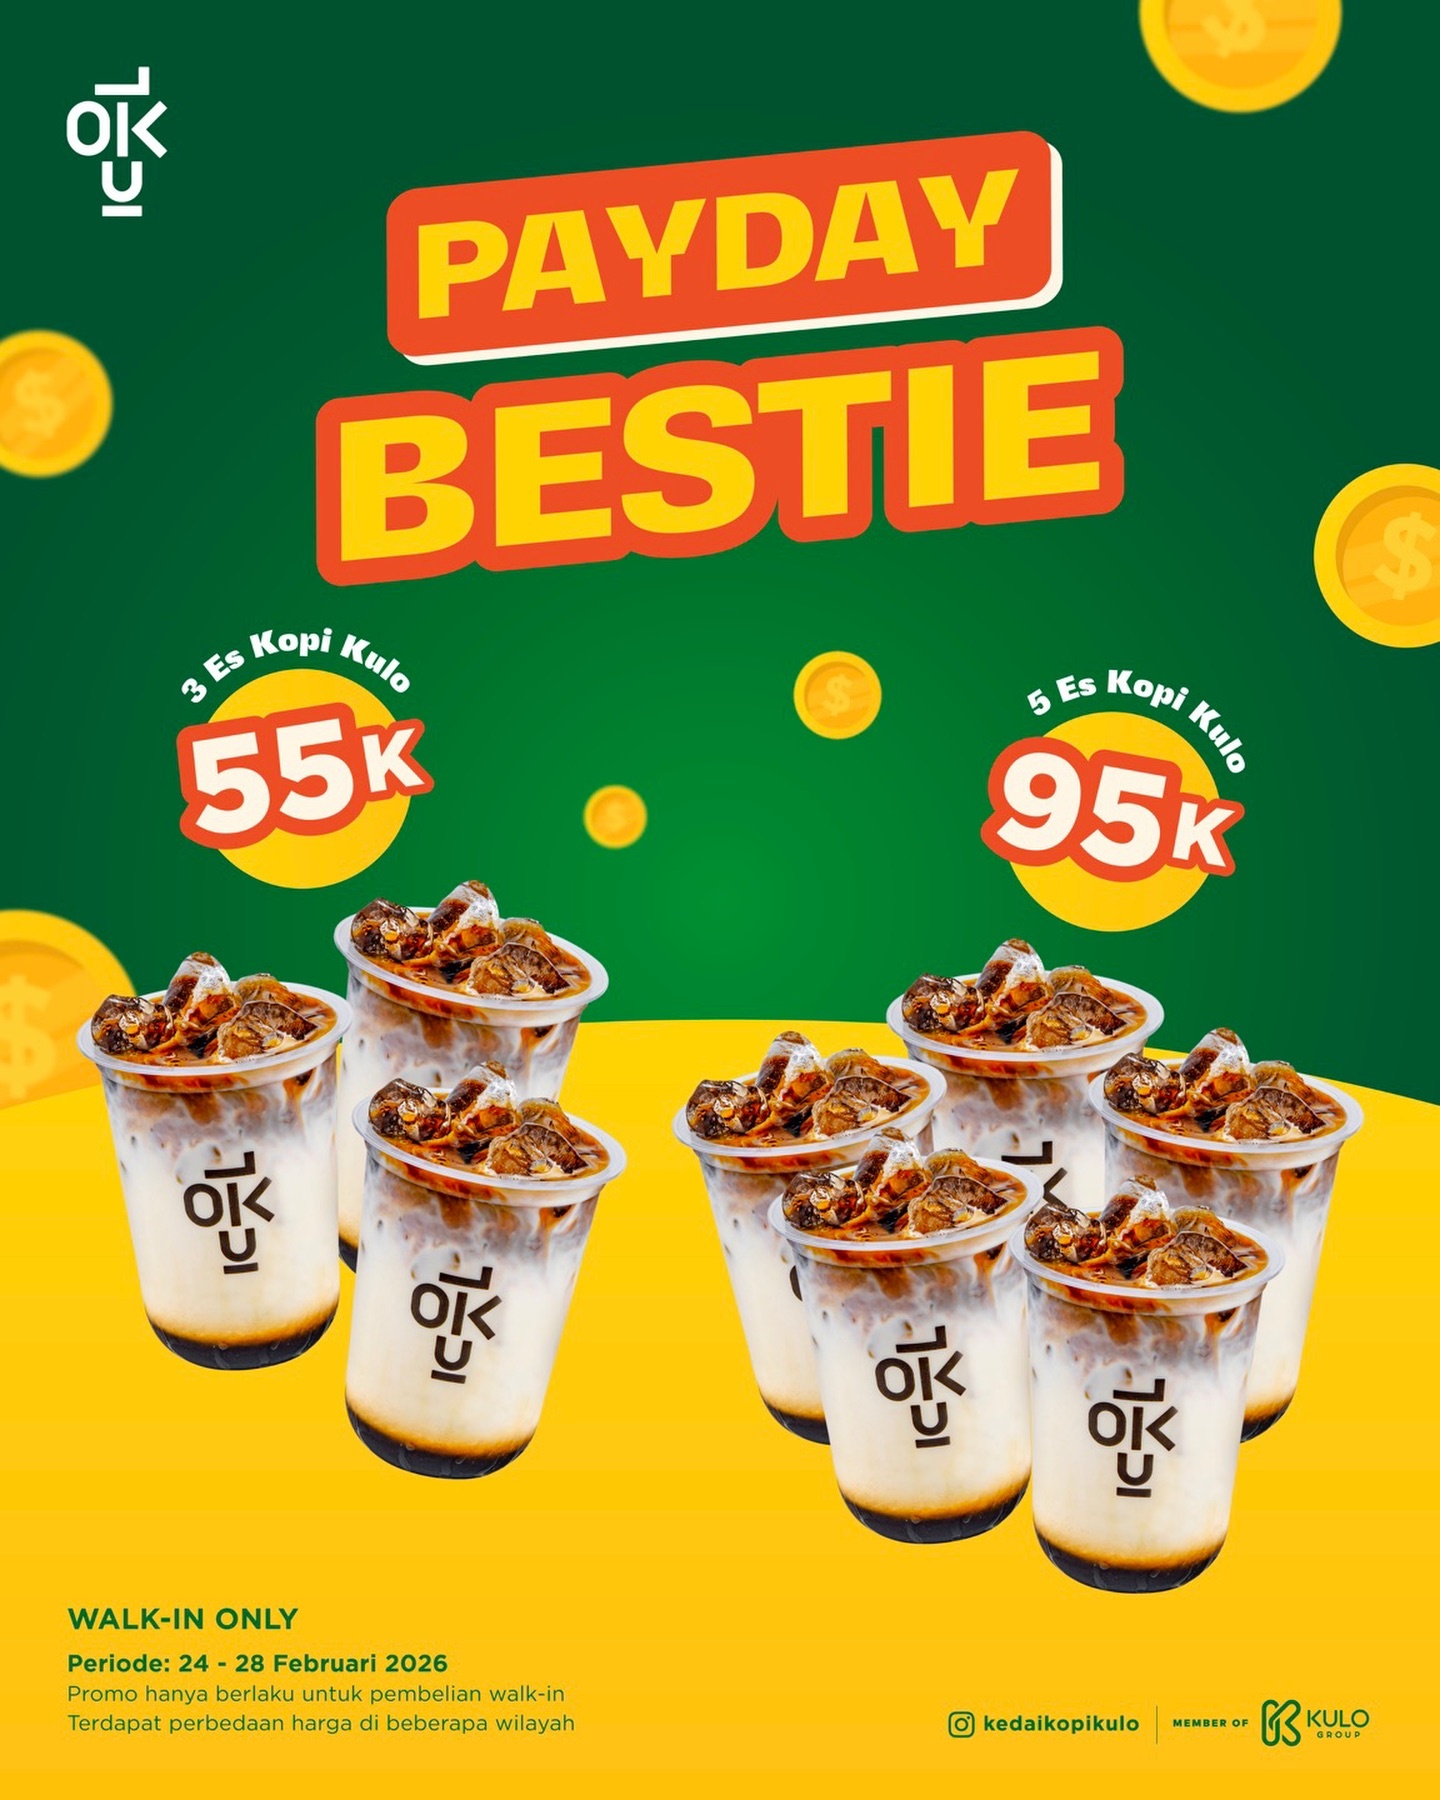 PAYDAY
BESTIE
3 Es Kopi Kulo
55K
5 Es Kopi Kulo
95K
WALK-IN ONLY
Periode: 24 - 28 Februari 2026
Promo hanya berlaku untuk pembelian walk-in
Terdapat perbedaan harga di beberapa wilayah
kedaikopikulo
MEMBER OF
KULO
GROUP